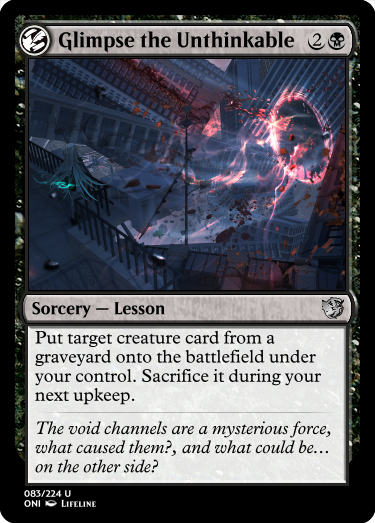 Glimpse the Unthinkable 2
Sorcery — Lesson
Put target creature card from a
graveyard onto the battlefield under
your control. Sacrifice it during your
next upkeep.
The void channels are a mysterious force,
what caused them?, and what could be...
on the other side?
083/224 U
ONI Lifeline